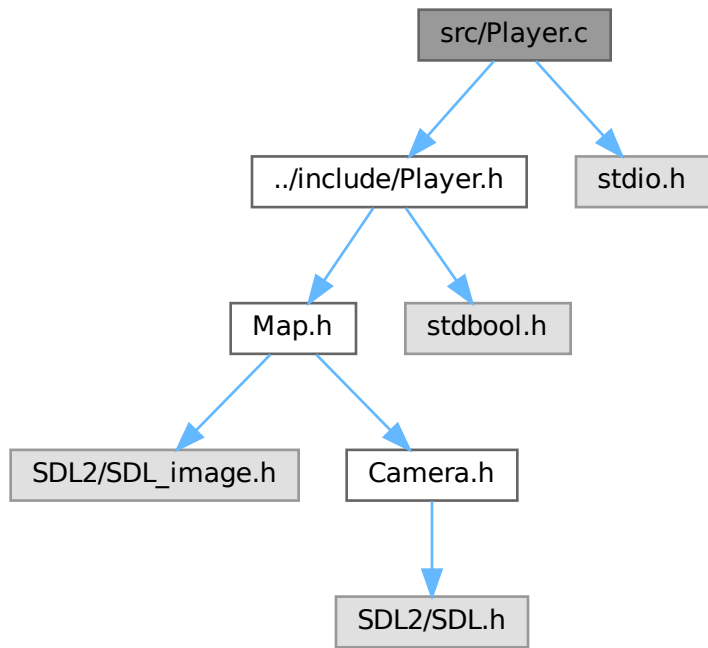 src/Player.c
../include/Player.h
stdio.h
Map.h
stdbool.h
SDL2/SDL_image.h
Camera.h
SDL2/SDL.h